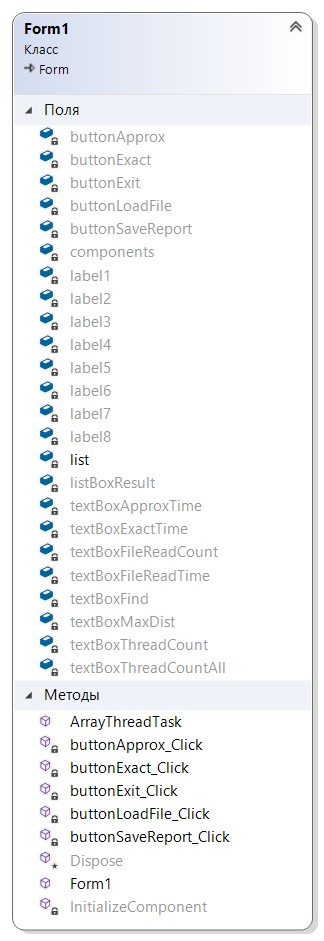 Form1
Класс
Form
Поля
buttonApprox
buttonExact
buttonExit
buttonLoadFile
buttonSaveReport
components
label1
label2
label3
label4
label5
label6
label7
label8
list
listBoxResult
textBoxApproxTime
textBoxExactTime
textBoxFileReadCount
textBoxFileReadTime
textBoxFind
textBoxMaxDist
textBoxThreadCount
textBoxThreadCountAll
Методы
ArrayThreadTask
buttonApprox_Click
buttonExact_Click
buttonExit_Click
buttonLoadFile_Click
buttonSaveReport_Click
Dispose
Form1
InitializeComponent